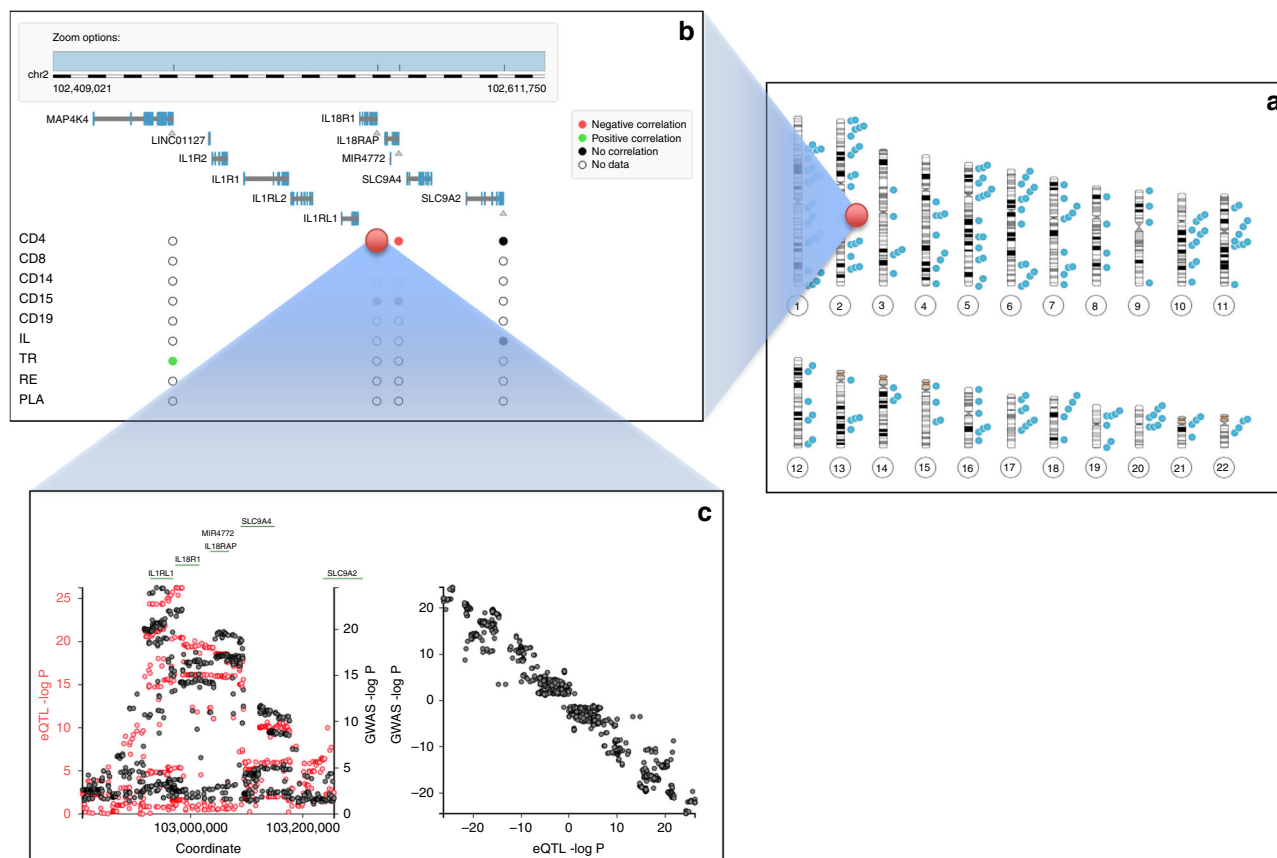 b
Zoom options:
chr2
102,409,021 102,611,750
MAP4K4
IL18R1
LINC01127
IL18RAP
IL1R2
MIR4772
IL1R1
SLC9A4
IL1RL2
SLC9A2
IL1RL1
Negative correlation
Positive correlation
No correlation
No data
CD4
CD8
CD14
CD15
CD19
IL
TR
RE
PLA
a
1 2 3 4 5 6 7 8 9 10 11
12 13 14 15 16 17 18 19 20 21 22
c
SLC9A4
MIR4772
IL18RAP
IL18R1
IL1RL1
SLC9A2
eQTL -log P
25
20
15
10
5
0
20
15
10
5
0
GWAS -log P
103,000,000 103,200,000
Coordinate
GWAS -log P
20
10
0
−10
−20
−20 −10 0 10 20
eQTL -log P